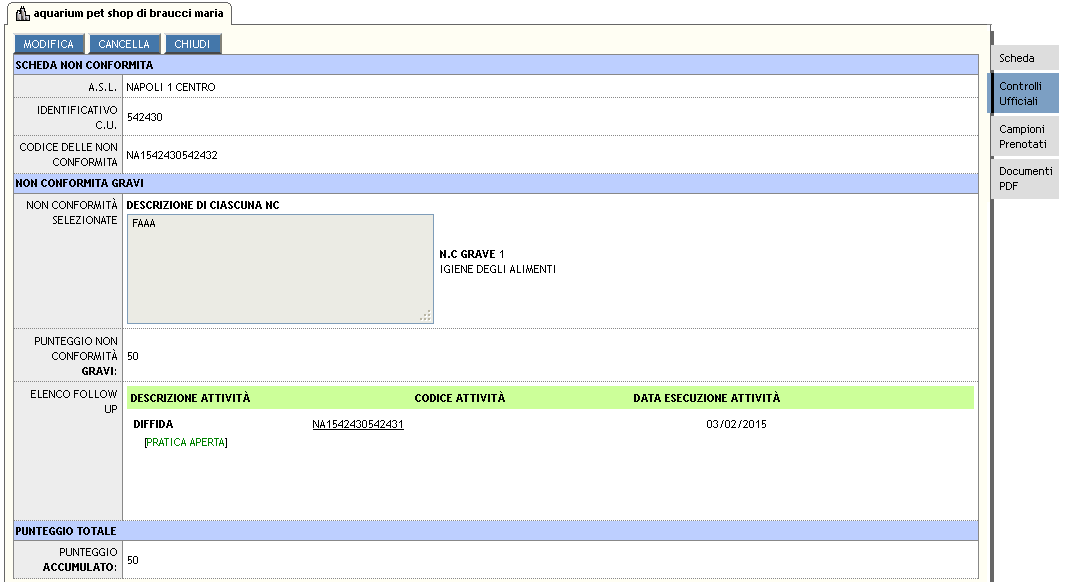 aquarium pet shop di braucci maria
MODIFICA CANCELLA CHIUDI
SCHEDA NON CONFORMITA
A.S.L. NAPOLI 1 CENTRO
IDENTIFICATIVO
C.U. 542430
CODICE DELLE NON
CONFORMITA NA1542430542432
NON CONFORMITA GRAVI
NON CONFORMITÀ
SELEZIONATE
DESCRIZIONE DI CIASCUNA NC
FAAA
N.C GRAVE 1
IGIENE DEGLI ALIMENTI
PUNTEGGIO NON
CONFORMITÀ
GRAVI: 50
ELENCO FOLLOW
UP
DESCRIZIONE ATTIVITÀ CODICE ATTIVITÀ DATA ESECUZIONE ATTIVITÀ
DIFFIDA NA1542430542431 03/02/2015
[PRATICA APERTA]
PUNTEGGIO TOTALE
PUNTEGGIO
ACCUMULATO: 50
Scheda
Controlli
Ufficiali
Campioni
Prenotati
Documenti
PDF